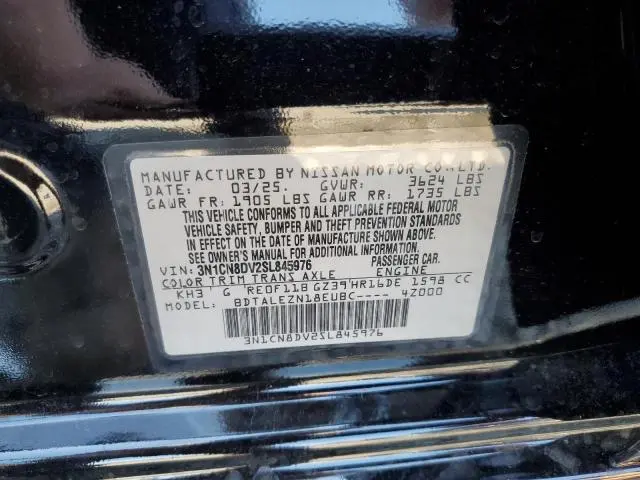 MANUFACTURED BY NISSAN MOTOR CO.,LTD.
DATE: 03/25. GVWR: 3624 LBS
GAWR FR: 1905 LBS GAWR RR: 1735 LBS
THIS VEHICLE CONFORMS TO ALL APPLICABLE FEDERAL MOTOR
VEHICLE SAFETY, BUMPER AND THEFT PREVENTION STANDARDS
IN EFFECT ON THE DATE OF MANUFACTURE SHOWN ABOVE.
SEE OWNER'S MANUAL FOR ADDITIONAL INFORMATION
VIN: 3N1CN8DV2SL845976 PASSENGER CAR.
COLOR TRIM TRANS AXLE ENGINE
KH3 G RE0F11B GZ39 HR16DE 1598 CC
MODEL: BDTALEZN18EUBC---- 4Z000
3N1CN8DV2SL845976